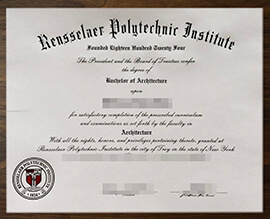 Rensselaer Polytechnic Institute
Founded Eighteen Hundred Twenty Four
The President and the Board of Trustees confer
the degree of
Bachelor of Architecture
upon
for satisfactory completion of the prescribed curriculum
and examinations as set forth by the faculty in
Architecture
With all the rights, honors, and privileges pertaining thereto, granted at
Rensselaer Polytechnic Institute in the city of Troy in the state of New York